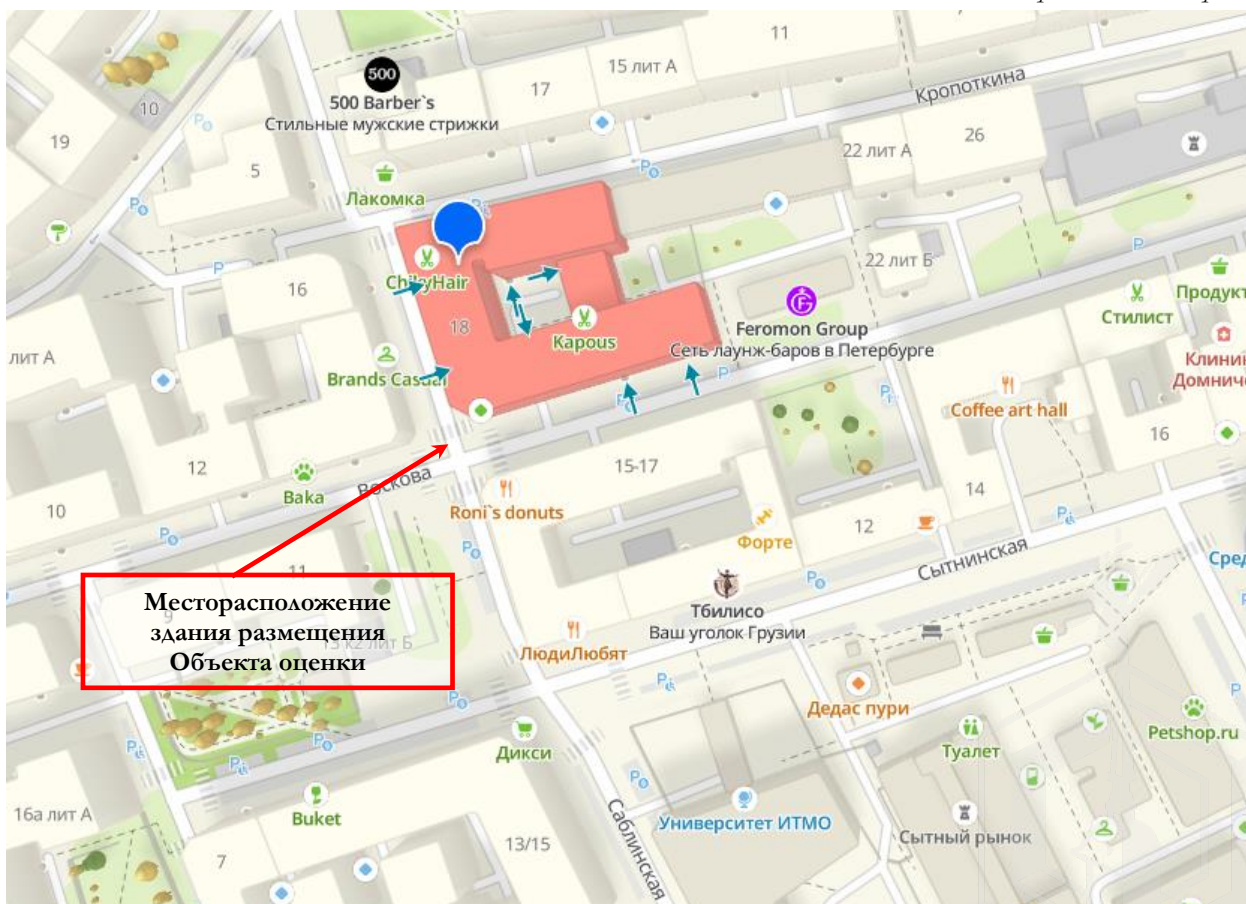 11
15 лит А
500
500 Barber`s
Стильные мужские стрижки
17
Кропоткина
10
19
5
26
22 лит А
Лакомка
ChikyHair
16
18
Kapous
22 лит Б
Feromon Group
Сеть лаунж-баров в Петербурге
Стилист
Продукт
лит А
Brands Casual
Coffee art hall
16
12
Baka
Воскова
15-17
Roni`s donuts
14
10
Форте
12
Сытнинская
11
9
Месторасположение
здания размещения
Объекта оценки
Тбилисо
Ваш уголок Грузии
ЛюдиЛюбят
Дедас пури
Дикси
Туалет
Petshop.ru
16а лит А
Buket
7
13/15
Саблинская
Университет ИТМО
Сытный рынок